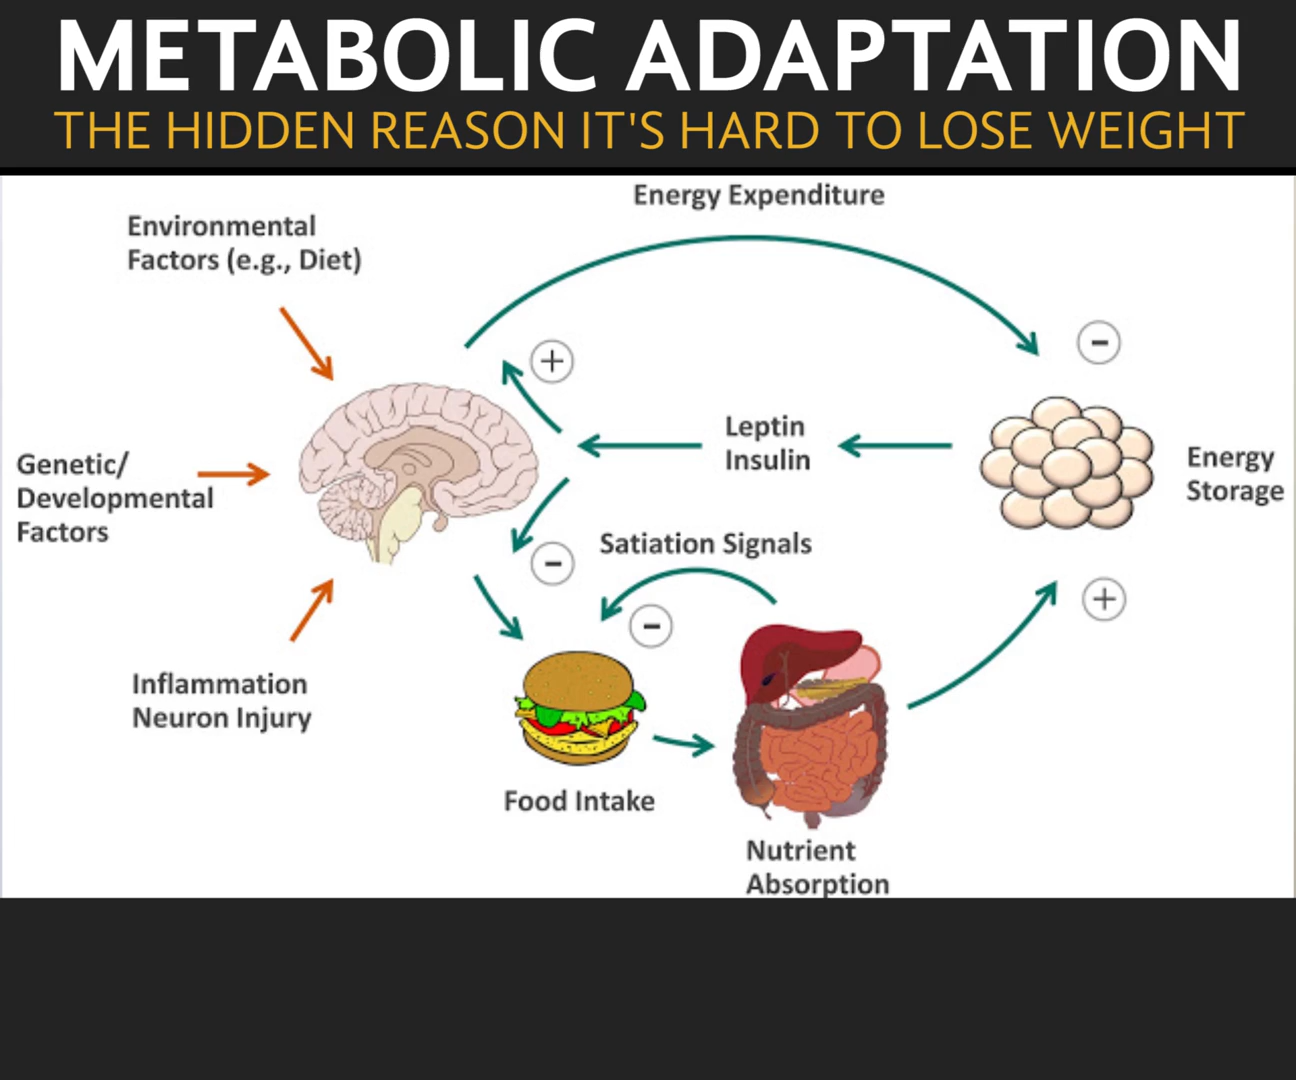 METABOLIC ADAPTATION
THE HIDDEN REASON IT'S HARD TO LOSE WEIGHT
Energy Expenditure
Environmental
Factors (e.g., Diet)
−
+
Leptin
Insulin
Genetic/
Developmental
Factors
Energy
Storage
Satiation Signals
−
−
+
Inflammation
Neuron Injury
Food Intake
Nutrient
Absorption